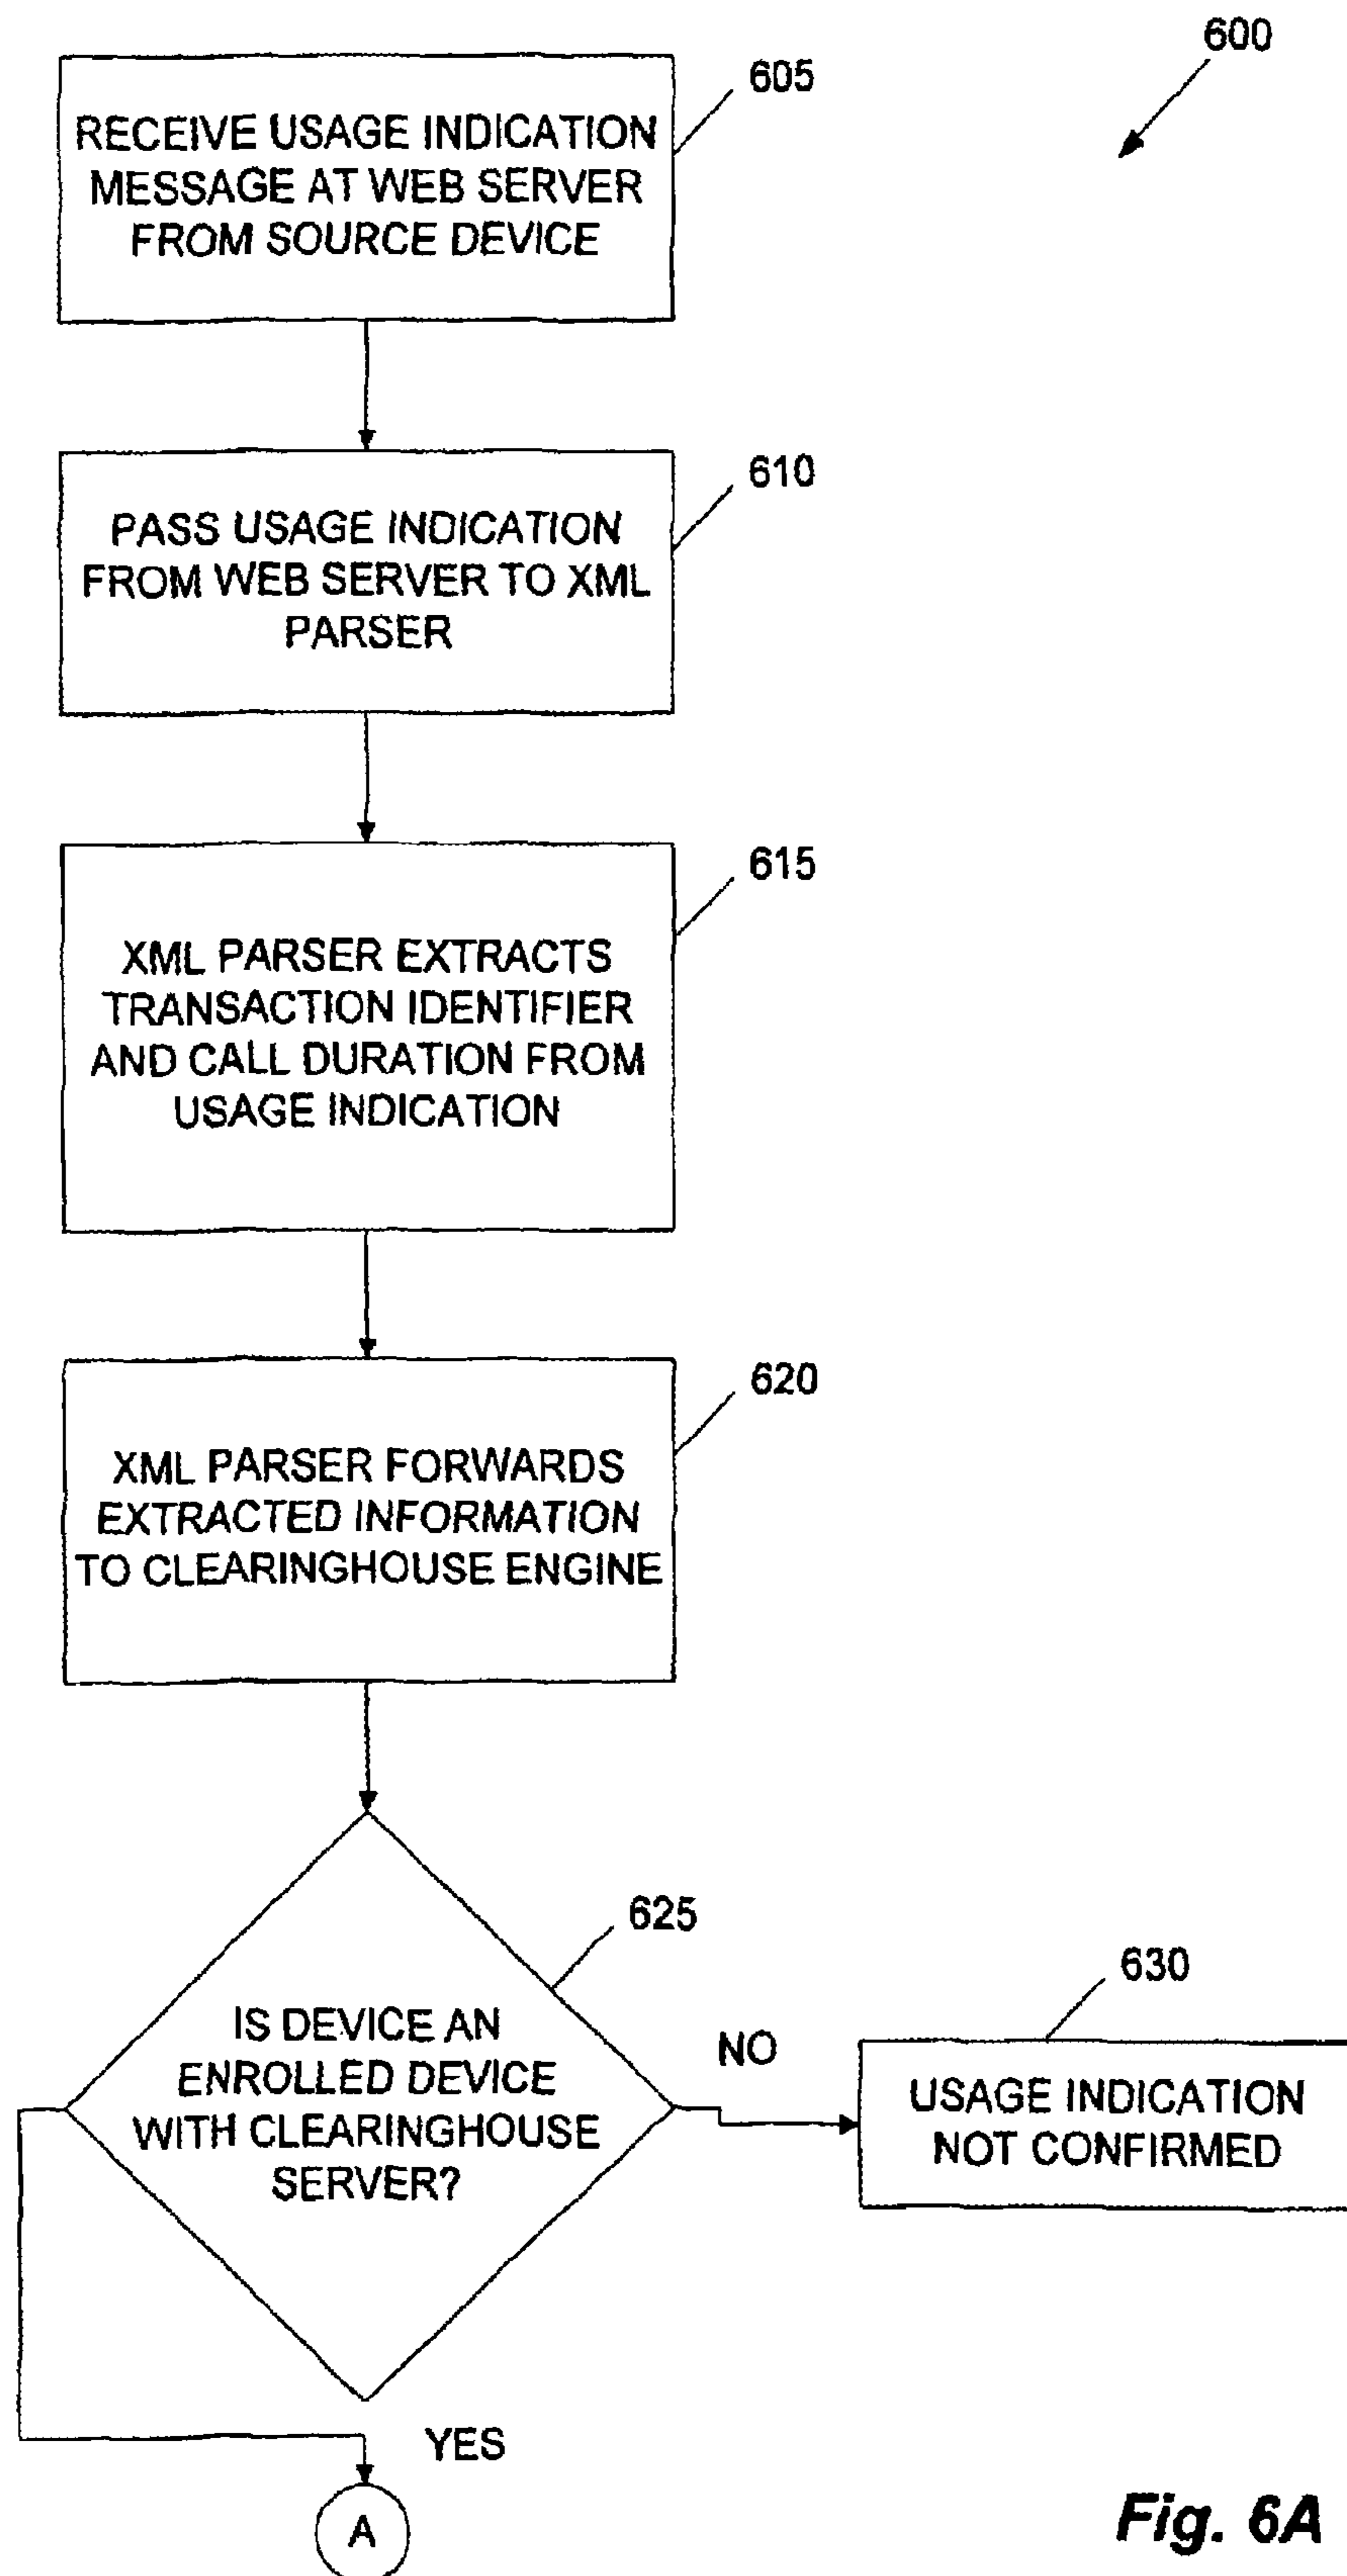 600
605
RECEIVE USAGE INDICATION
MESSAGE AT WEB SERVER
FROM SOURCE DEVICE
610
PASS USAGE INDICATION
FROM WEB SERVER TO XML
PARSER
615
XML PARSER EXTRACTS
TRANSACTION IDENTIFIER
AND CALL DURATION FROM
USAGE INDICATION
620
XML PARSER FORWARDS
EXTRACTED INFORMATION
TO CLEARINGHOUSE ENGINE
625
IS DEVICE AN
ENROLLED DEVICE
WITH CLEARINGHOUSE
SERVER?
NO
630
USAGE INDICATION
NOT CONFIRMED
YES
A
Fig. 6A